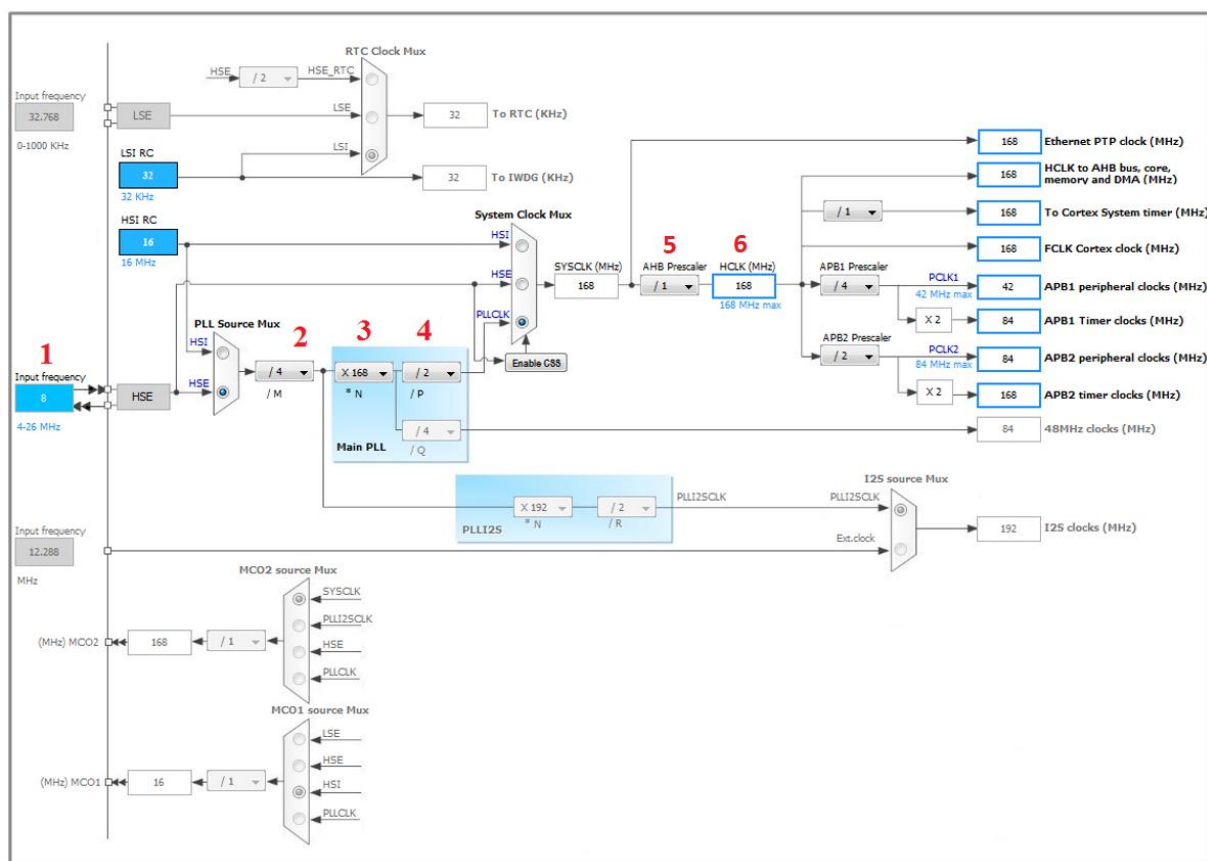 RTC Clock Mux
HSE
/ 2
HSE_RTC
Input frequency
32.768
0-1000 KHz
LSE
LSE
32
To RTC (KHz)
LSI RC
32
32 KHz
LSI
32
To IWDG (KHz)
HSI RC
16
16 MHz
System Clock Mux
HSI
HSE
PLLCLK
Enable CSS
SYSCLK (MHz)
168
5
AHB Prescaler
/ 1
6
HCLK (MHz)
168
168 MHz max
168
Ethernet PTP clock (MHz)
168
HCLK to AHB bus, core,
memory and DMA (MHz)
/ 1
168
To Cortex System timer (MHz)
168
FCLK Cortex clock (MHz)
APB1 Prescaler
/ 4
PCLK1
42 MHz max
42
APB1 peripheral clocks (MHz)
X 2
84
APB1 Timer clocks (MHz)
APB2 Prescaler
/ 2
PCLK2
84 MHz max
84
APB2 peripheral clocks (MHz)
X 2
168
APB2 timer clocks (MHz)
1
Input frequency
8
4-26 MHz
HSE
PLL Source Mux
HSI
HSE
2
/ 4
/ M
3
X 168
* N
4
/ 2
/ P
/ 4
/ Q
Main PLL
84
48MHz clocks (MHz)
X 192
* N
/ 2
/ R
PLLI2S
PLLI2SCLK
I2S source Mux
PLLI2SCLK
Ext.clock
192
I2S clocks (MHz)
Input frequency
12.288
MHz
MCO2 source Mux
SYSCLK
PLLI2SCLK
HSE
PLLCLK
(MHz) MCO2
168
/ 1
MCO1 source Mux
LSE
HSE
HSI
PLLCLK
(MHz) MCO1
16
/ 1